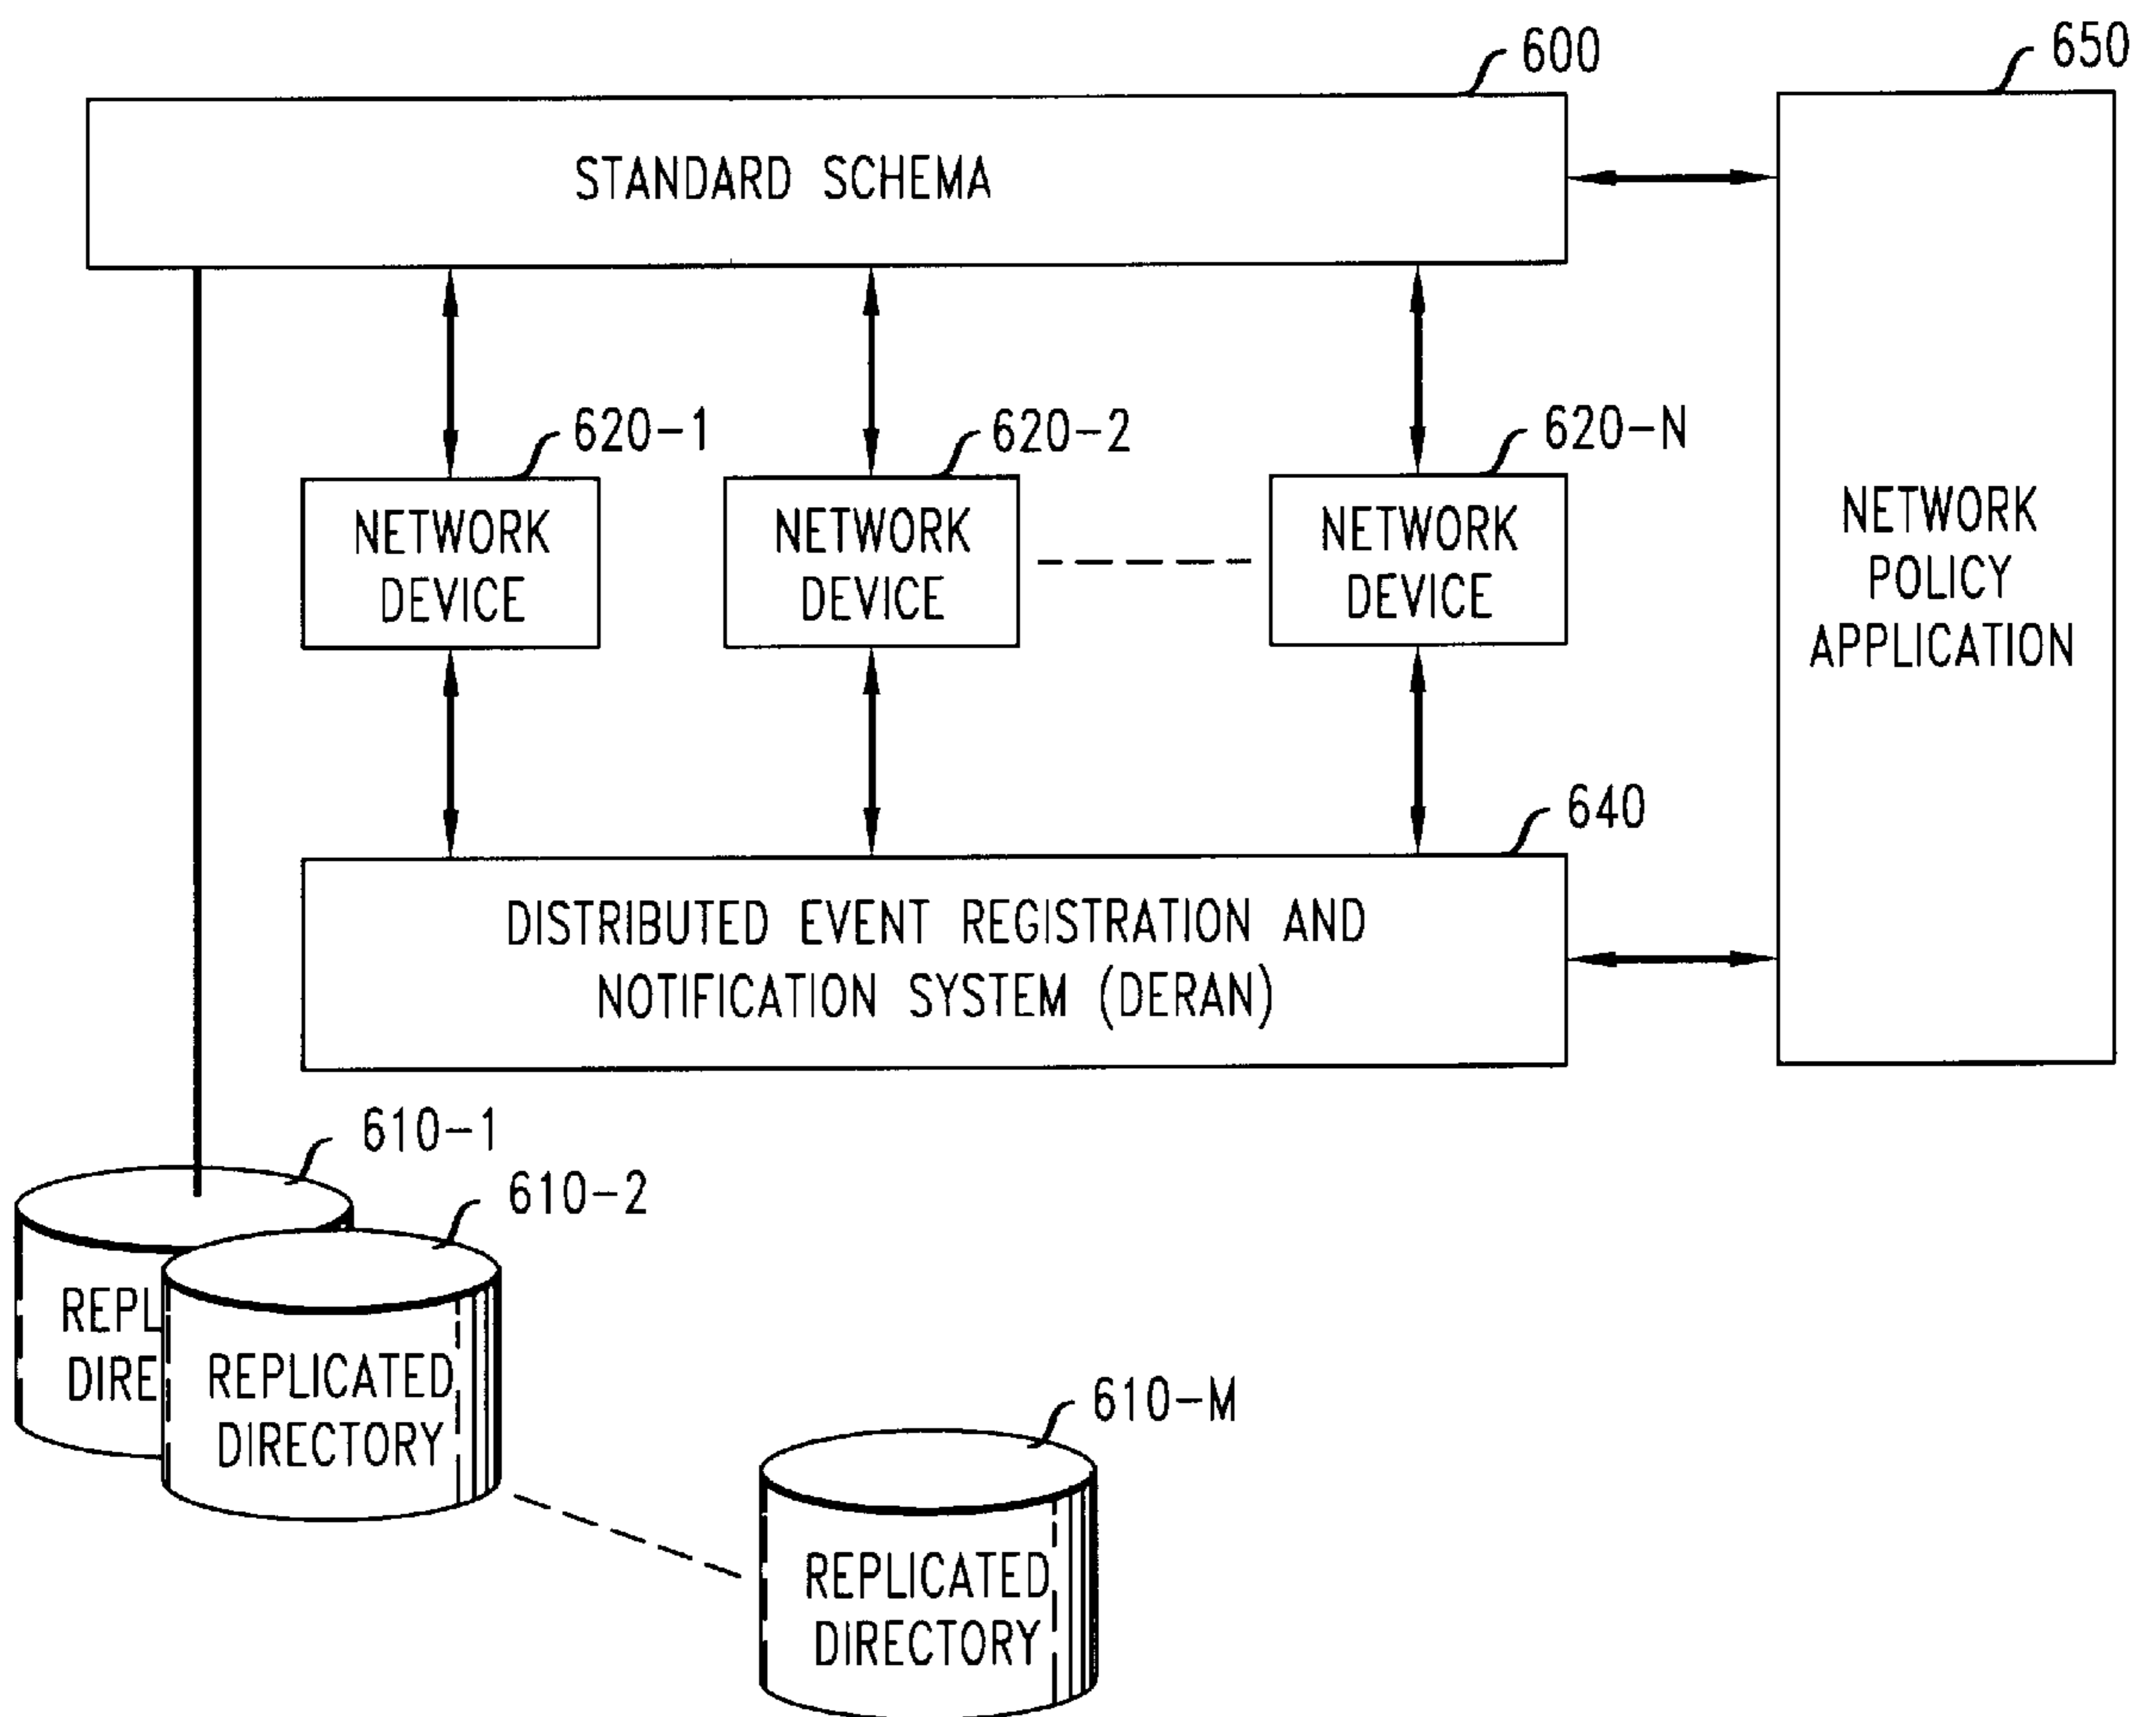 600
650
STANDARD SCHEMA
620-1
620-2
620-N
NETWORK
DEVICE
NETWORK
DEVICE
NETWORK
DEVICE
NETWORK
POLICY
APPLICATION
640
DISTRIBUTED EVENT REGISTRATION AND
NOTIFICATION SYSTEM (DERAN)
610-1
610-2
REPL
DIRE
REPLICATED
DIRECTORY
610-M
REPLICATED
DIRECTORY